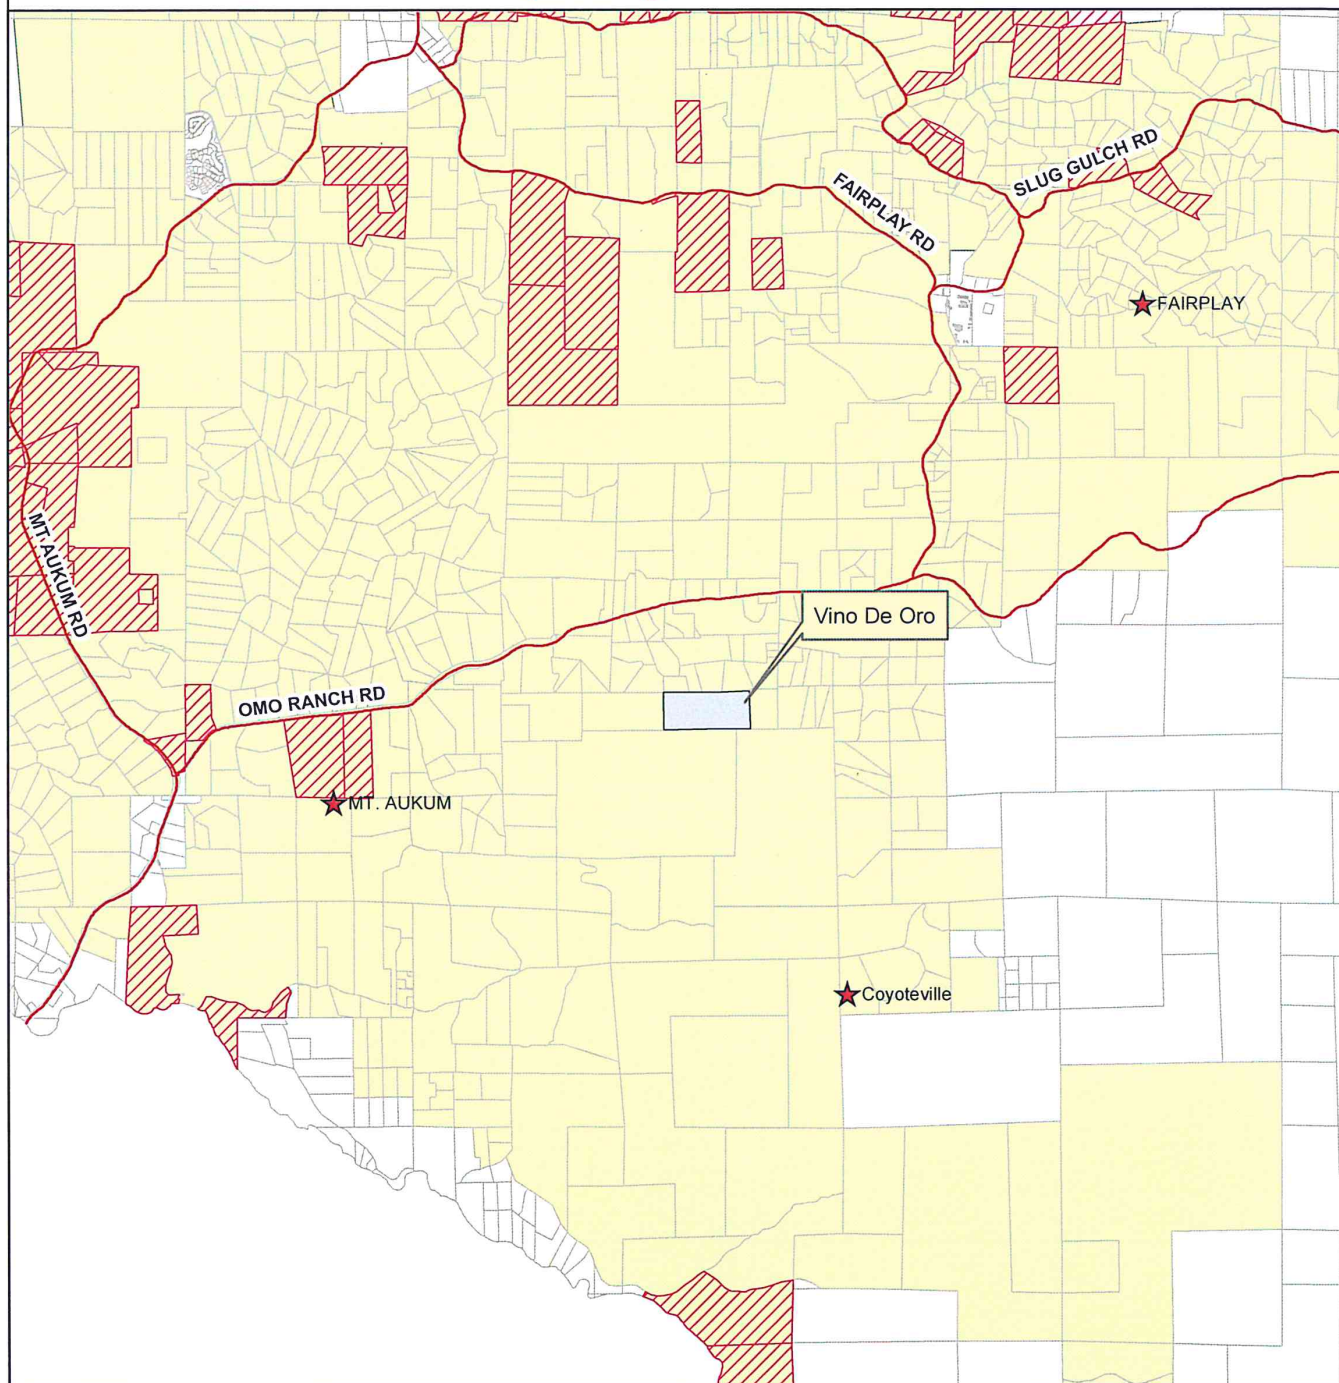 SLUG GULCH RD
FAIRPLAY RD
FAIRPLAY
MT AUKUM RD
Vino De Oro
OMO RANCH RD
MT. AUKUM
Coyoteville